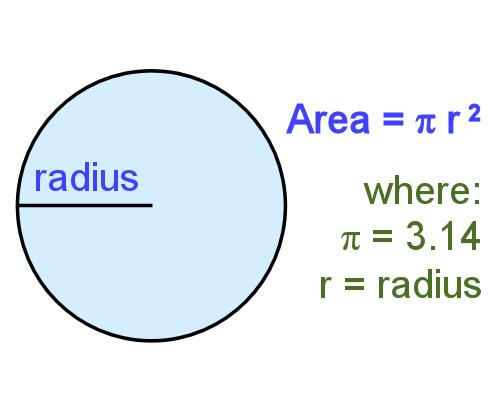 radius
Area = π r ²
where:
π = 3.14
r = radius